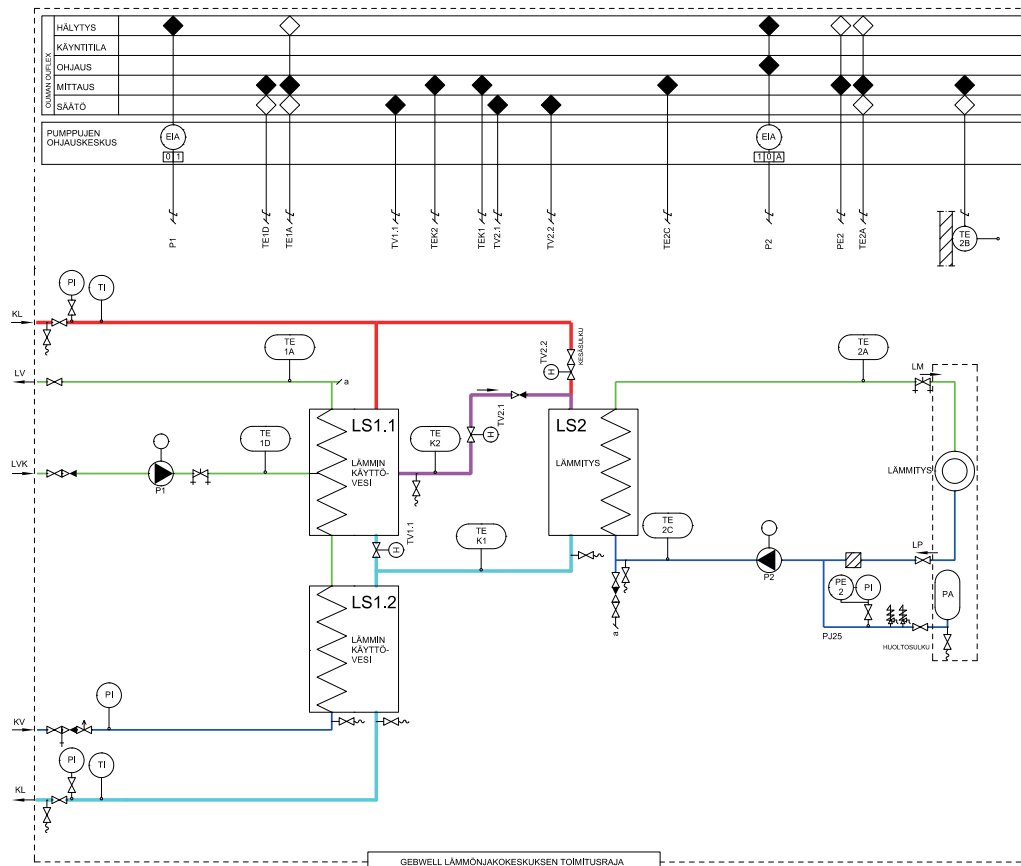 OUMAN OUFLEX
HÄLYTYS
KÄYNTITILA
OHJAUS
MITTAUS
SÄÄTÖ
PUMPPUJEN
OHJAUSKESKUS
EIA
0 1
EIA
1 0 A
P1
TE1D
TE1A
TV1.1
TEK2
TEK1
TV2.1
TV2.2
TE2C
P2
PE2
TE2A
TE
2B
PI
TI
KL
TE
1A
TV2.2
KESÄSULKU
TE
2A
LM
LV
a
TV2.1
LS1.1
LÄMMIN
KÄYTTÖ-
VESI
TE
K2
LS2
LÄMMITYS
LÄMMITYS
TE
1D
LVK
P1
TV1.1
TE
K1
TE
2C
P2
LP
PE
2
PI
PA
PJ25
HUOLTOSULKU
a
LS1.2
LÄMMIN
KÄYTTÖ-
VESI
PI
KV
PI
TI
KL
GEBWELL LÄMMÖNJAKOKESKUKSEN TOIMITUSRAJA